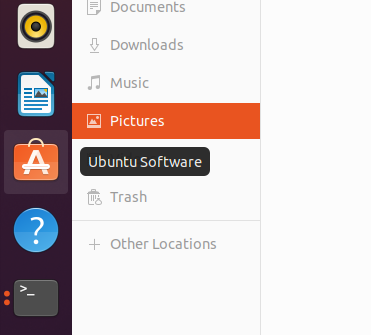 Documents
Downloads
Music
Pictures
Ubuntu Software
Trash
Other Locations
?
>_